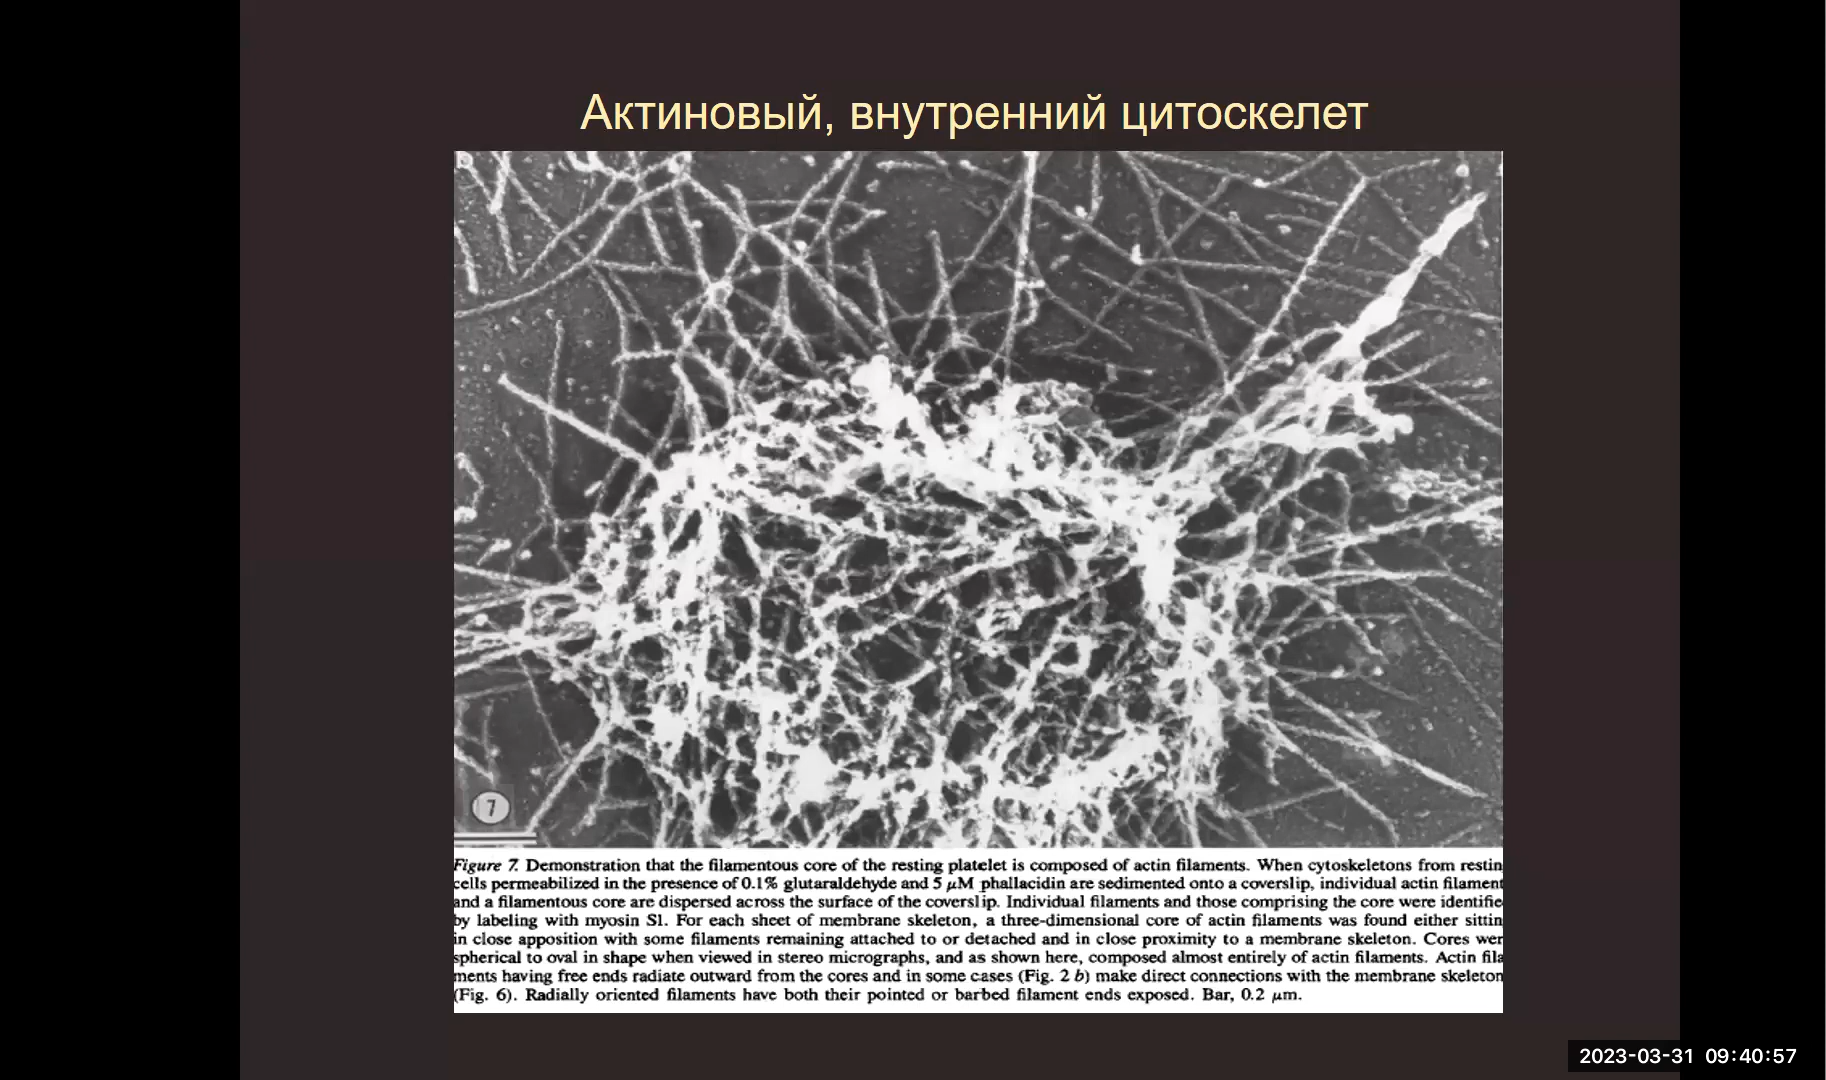 Актиновый, внутренний цитоскелет
7
Figure 7. Demonstration that the filamentous core of the resting platelet is composed of actin filaments. When cytoskeletons from restin
cells permeabilized in the presence of 0.1% glutaraldehyde and 5 μM phallacidin are sedimented onto a coverslip, individual actin filament
and a filamentous core are dispersed across the surface of the coverslip. Individual filaments and those comprising the core were identifie
by labeling with myosin S1. For each sheet of membrane skeleton, a three-dimensional core of actin filaments was found either sittin
in close apposition with some filaments remaining attached to or detached and in close proximity to a membrane skeleton. Cores wer
spherical to oval in shape when viewed in stereo micrographs, and as shown here, composed almost entirely of actin filaments. Actin fila
ments having free ends radiate outward from the cores and in some cases (Fig. 2 b) make direct connections with the membrane skeleton
(Fig. 6). Radially oriented filaments have both their pointed or barbed filament ends exposed. Bar, 0.2 μm.
2023-03-31 09:40:57